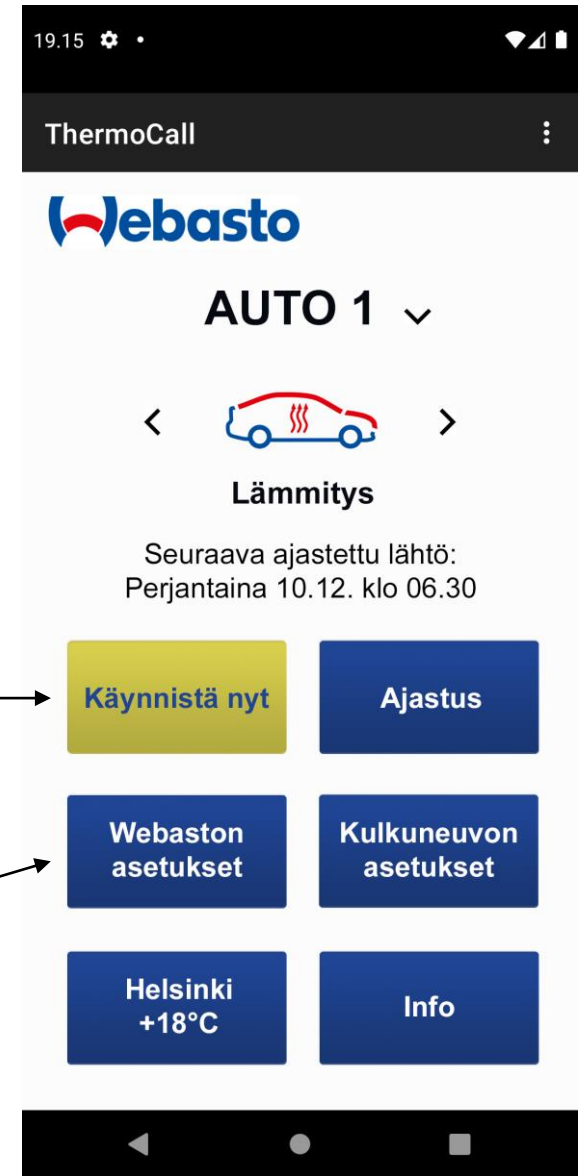 19.15
ThermoCall
Webasto
AUTO 1
Lämmitys
Seuraava ajastettu lähtö:
Perjantaina 10.12. klo 06.30
Käynnistä nyt
Ajastus
Webaston
asetukset
Kulkuneuvon
asetukset
Helsinki
+18°C
Info